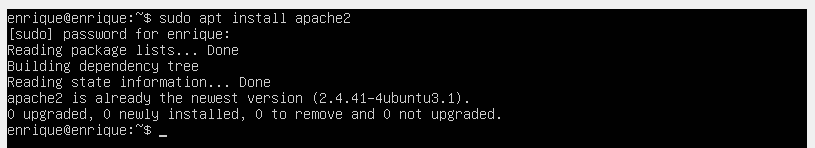 enrique@enrique:~$ sudo apt install apache2
[sudo] password for enrique:
Reading package lists... Done
Building dependency tree
Reading state information... Done
apache2 is already the newest version (2.4.41-4ubuntu3.1).
0 upgraded, 0 newly installed, 0 to remove and 0 not upgraded.
enrique@enrique:~$ _